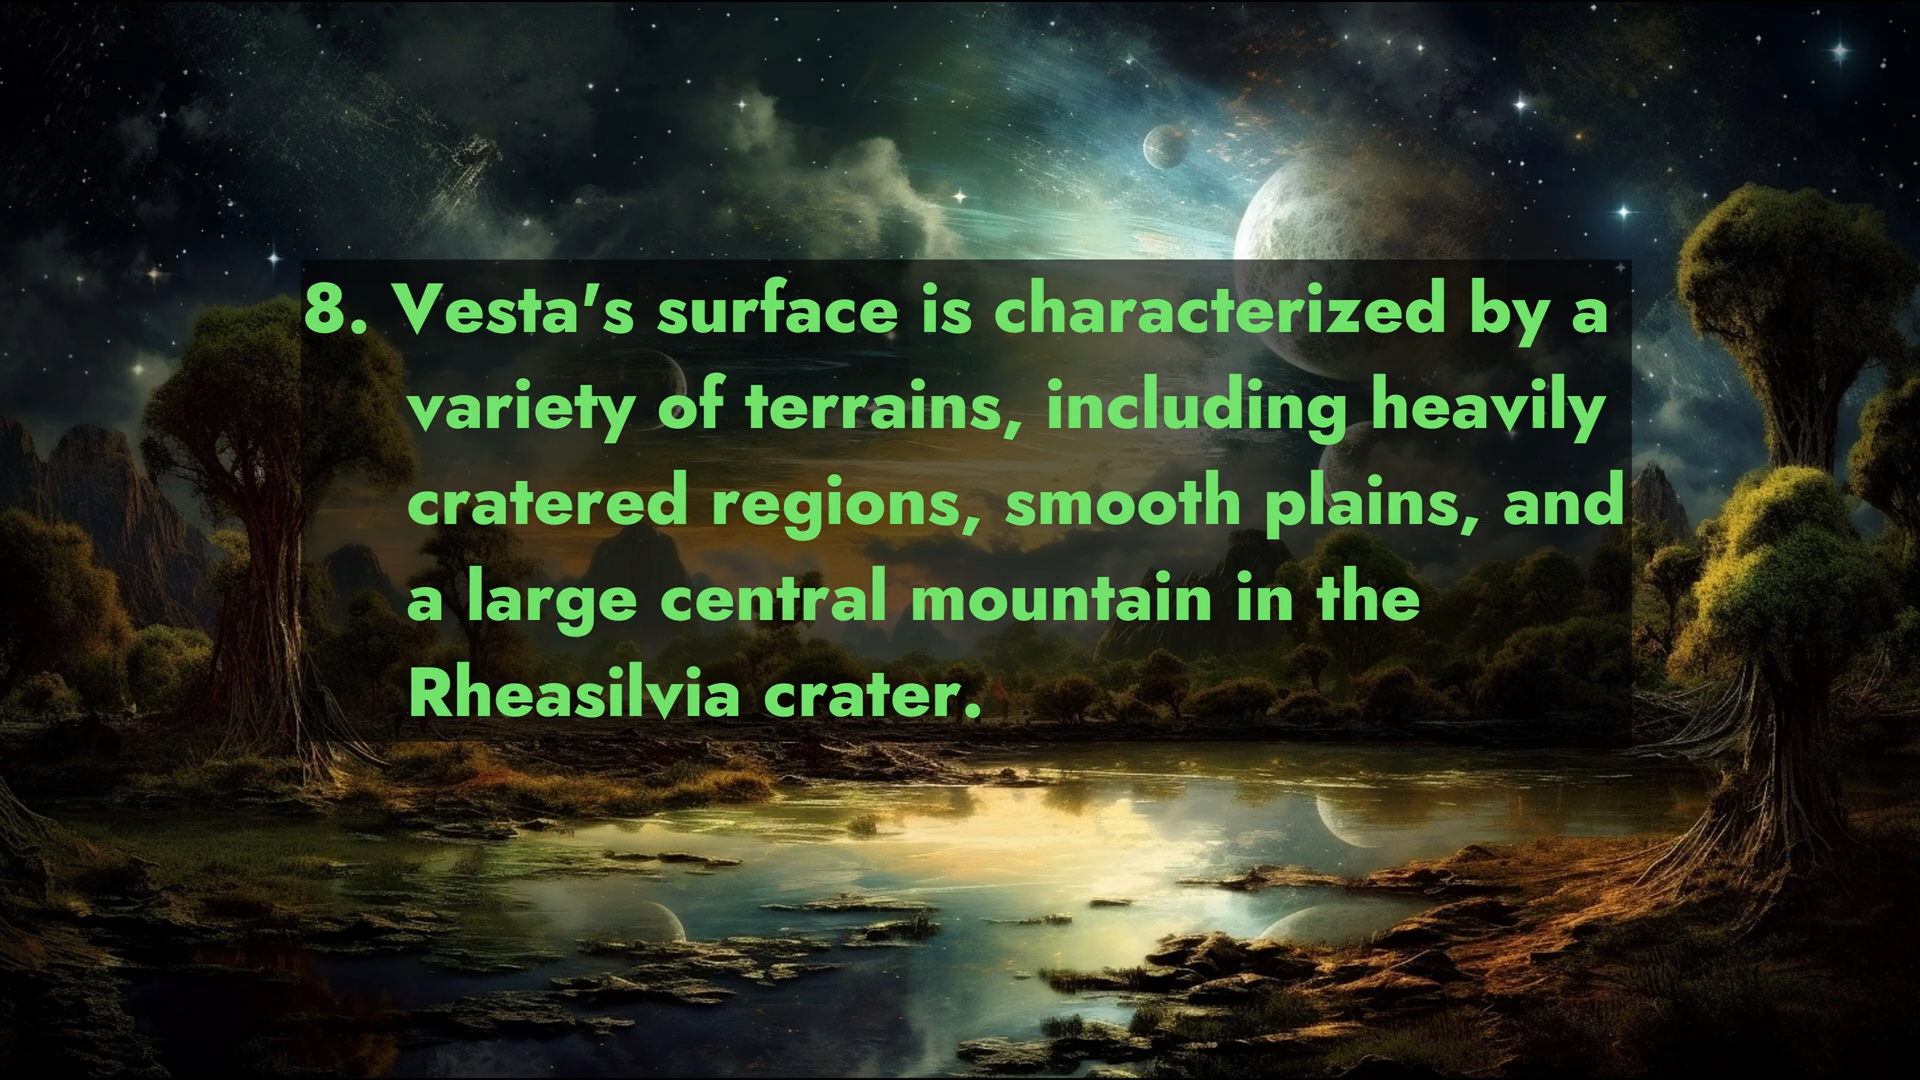 8. Vesta's surface is characterized by a
variety of terrains, including heavily
cratered regions, smooth plains, and
a large central mountain in the
Rheasilvia crater.